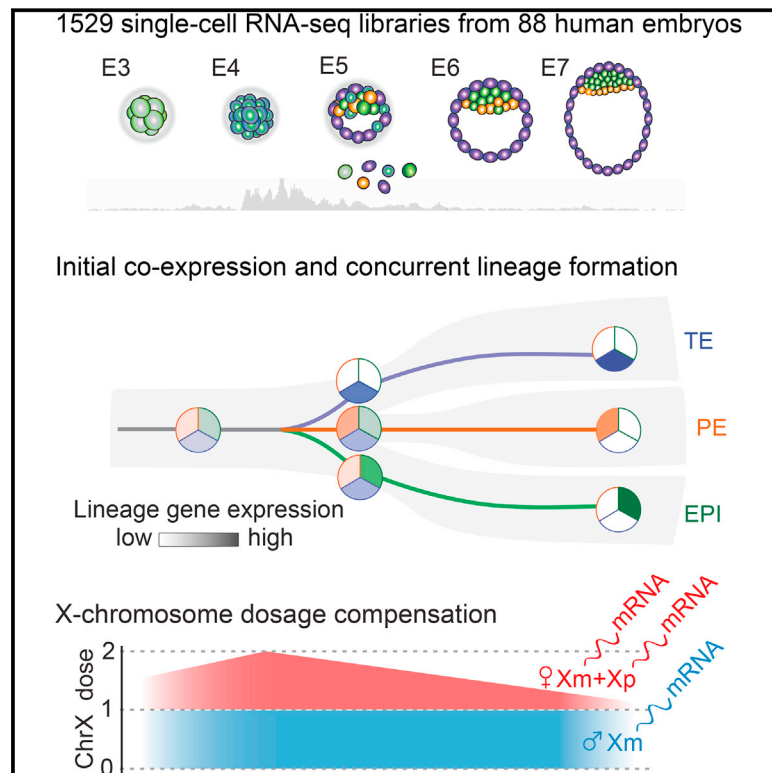 1529 single-cell RNA-seq libraries from 88 human embryos
E3 E4 E5 E6 E7
Initial co-expression and concurrent lineage formation
TE
PE
Lineage gene expression
low high
EPI
X-chromosome dosage compensation
mRNA
mRNA
♀Xm+Xp
mRNA
♂Xm
ChrX dose
2
1
0